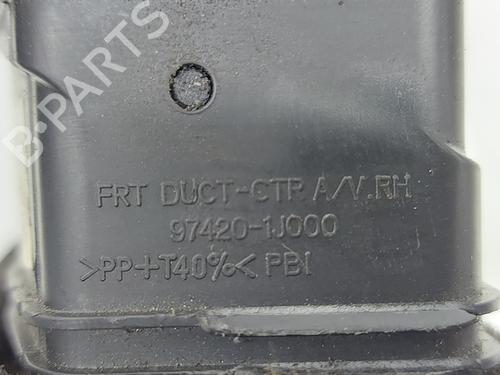 B-PARTS
FRT DUCT-CTR A/V.RH
97420-1J000
>PP+T40%< PBI